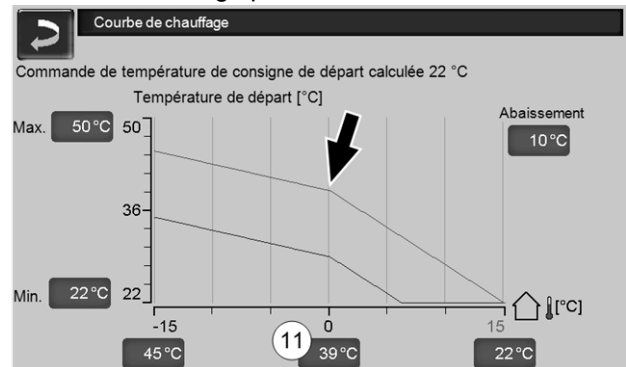 Courbe de chauffage
Commande de température de consigne de départ calculée 22 °C
Température de départ [°C]
Abaissement
Max. 50°C 50
10°C
36
Min. 22°C 22
[°C]
-15 0 15
11
45°C 39°C 22°C